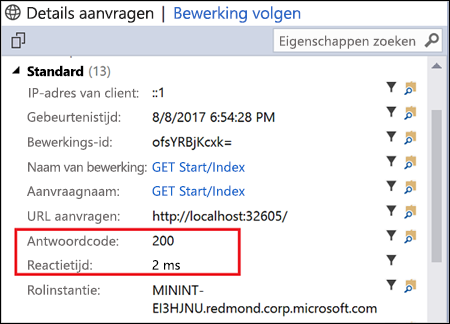 Details aanvragen | Bewerking volgen
Eigenschappen zoeken
Standard (13)
IP-adres van client: ::1
Gebeurtenistijd: 8/8/2017 6:54:28 PM
Bewerkings-id: ofsYRBjKcxk=
Naam van bewerking: GET Start/Index
Aanvraagnaam: GET Start/Index
URL aanvragen: http://localhost:32605/
Antwoordcode: 200
Reactietijd: 2 ms
Rolinstantie: MININT-
EI3HJNU.redmond.corp.microsoft.com